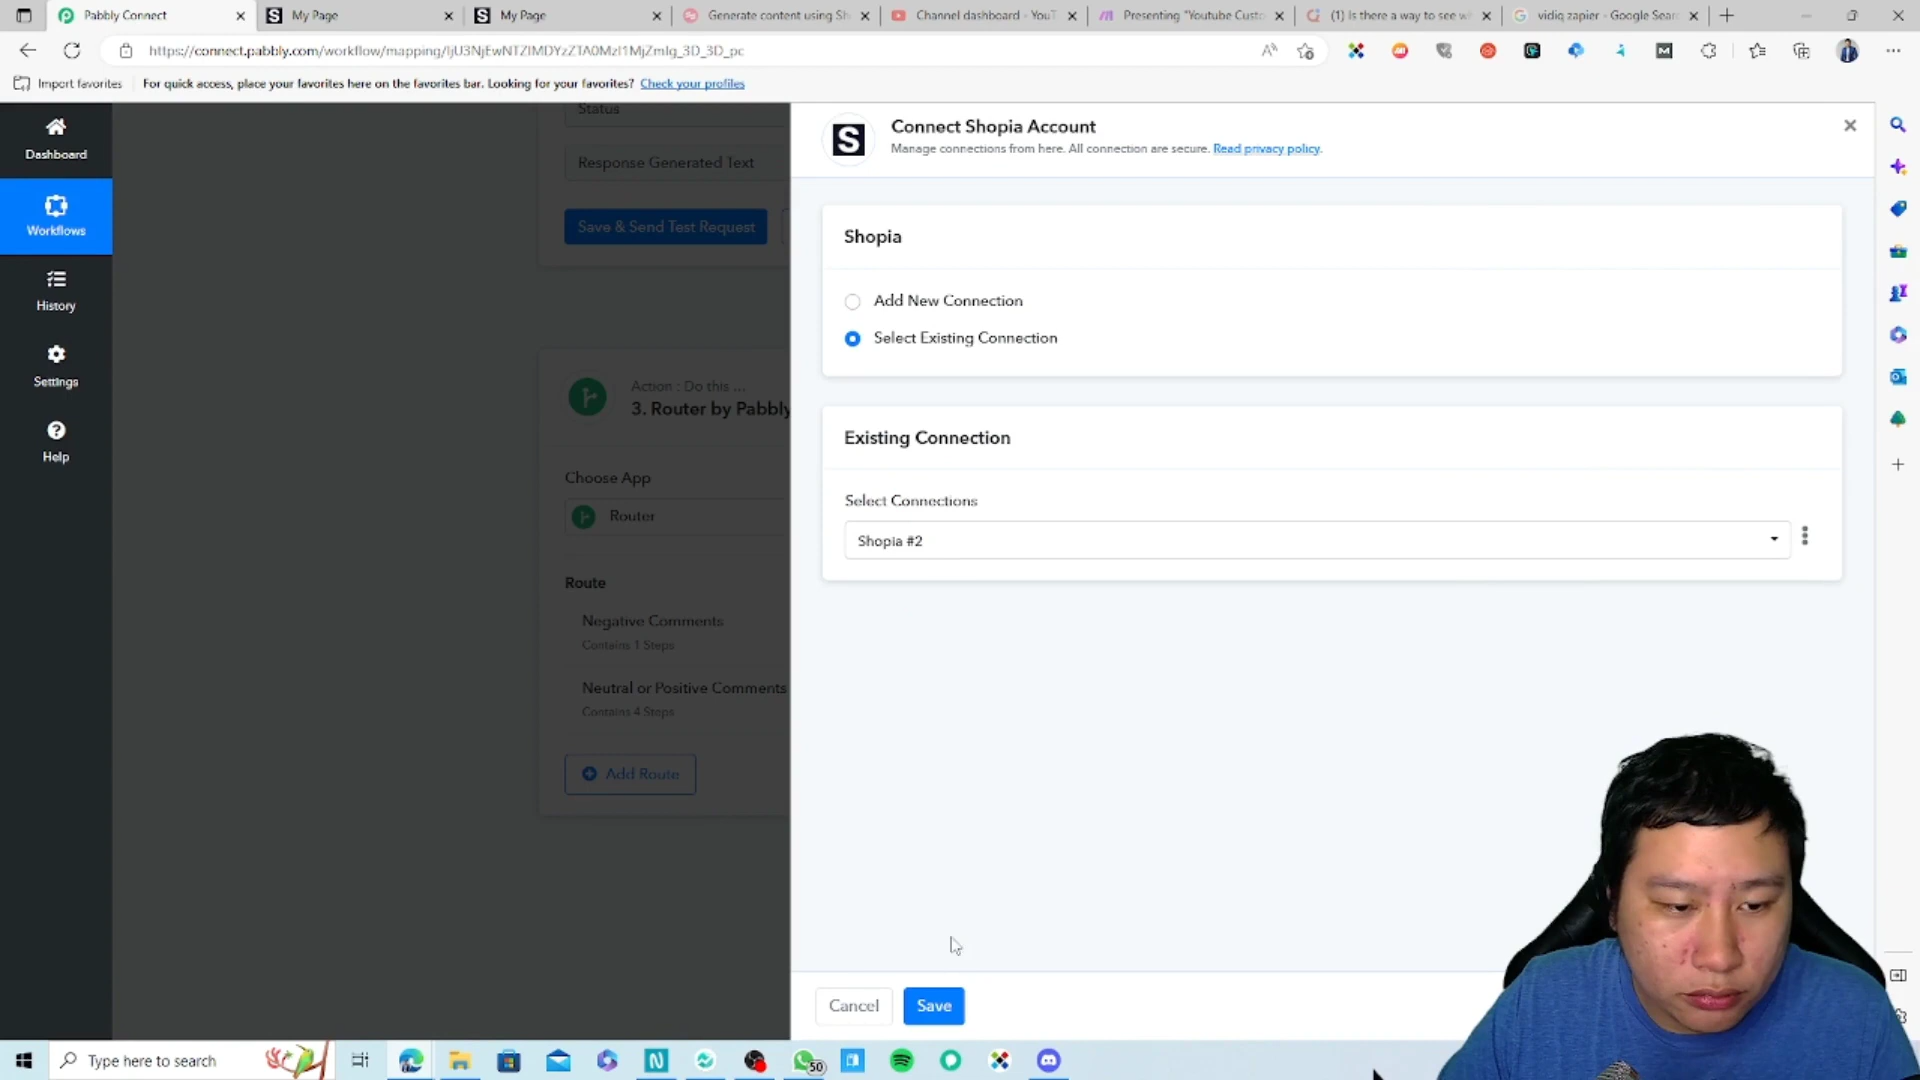 Pabbly Connect
My Page
My Page
Generate content using Sh
Channel dashboard - YouT
Presenting "Youtube Custo
(1) Is there a way to see w
vidiq zapier - Google Sear
Import favorites
For quick access, place your favorites here on the favorites bar. Looking for your favorites? Check your profiles
Dashboard
Workflows
History
Settings
Help
Status
Response Generated Text
Save & Send Test Request
Action : Do this ...
3. Router by Pabbly
Choose App
Router
Route
Negative Comments
Contains 1 Steps
Neutral or Positive Comments
Contains 4 Steps
Add Route
Connect Shopia Account
Manage connections from here. All connection are secure. Read privacy policy.
Shopia
Add New Connection
Select Existing Connection
Existing Connection
Select Connections
Shopia #2
Cancel
Save
Type here to search
50